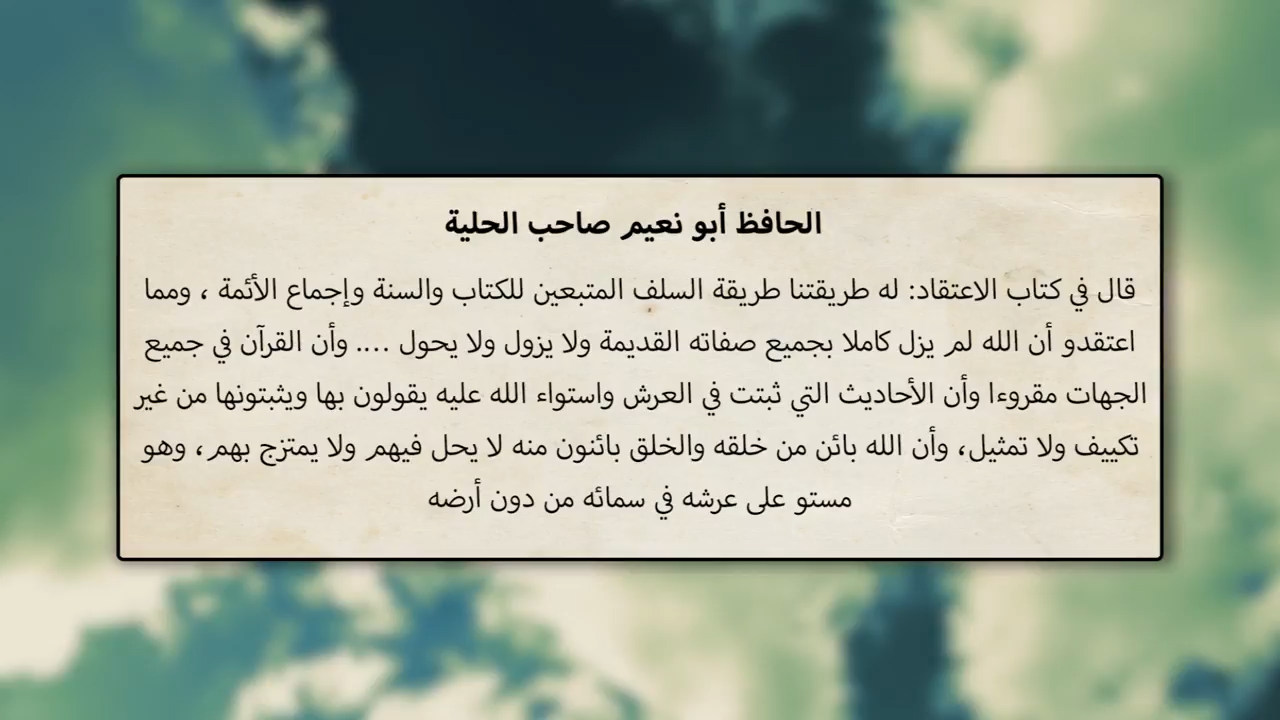 الحافظ أبو نعيم صاحب الحلية
قال في كتاب الاعتقاد: له طريقتنا طريقة السلف المتبعين للكتاب والسنة وإجماع الأئمة ، ومما
اعتقدو أن الله لم يزل كاملا بجميع صفاته القديمة ولا يزول ولا يحول .... وأن القرآن في جميع
الجهات مقروءا وأن الأحاديث التي ثبتت في العرش واستواء الله عليه يقولون بها ويثبتونها من غير
تكييف ولا تمثيل، وأن الله بائن من خلقه والخلق بائنون منه لا يحل فيهم ولا يمتزج بهم، وهو
مستو على عرشه في سمائه من دون أرضه